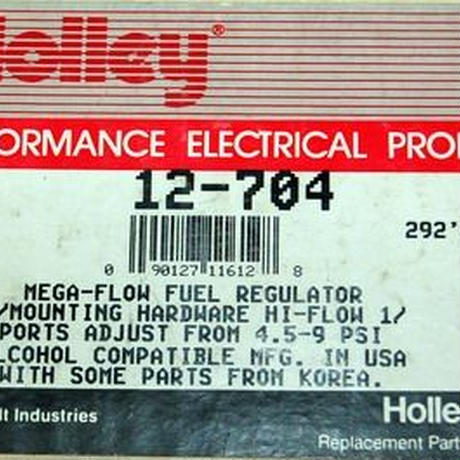 olley®
ORMANCE ELECTRICAL PRO
12-704
292'
0 90127 11612 8
MEGA-FLOW FUEL REGULATOR
/MOUNTING HARDWARE HI-FLOW 1/
PORTS ADJUST FROM 4.5-9 PSI
LCOHOL COMPATIBLE MFG. IN USA
WITH SOME PARTS FROM KOREA.
lt Industries
Holle
Replacement Part